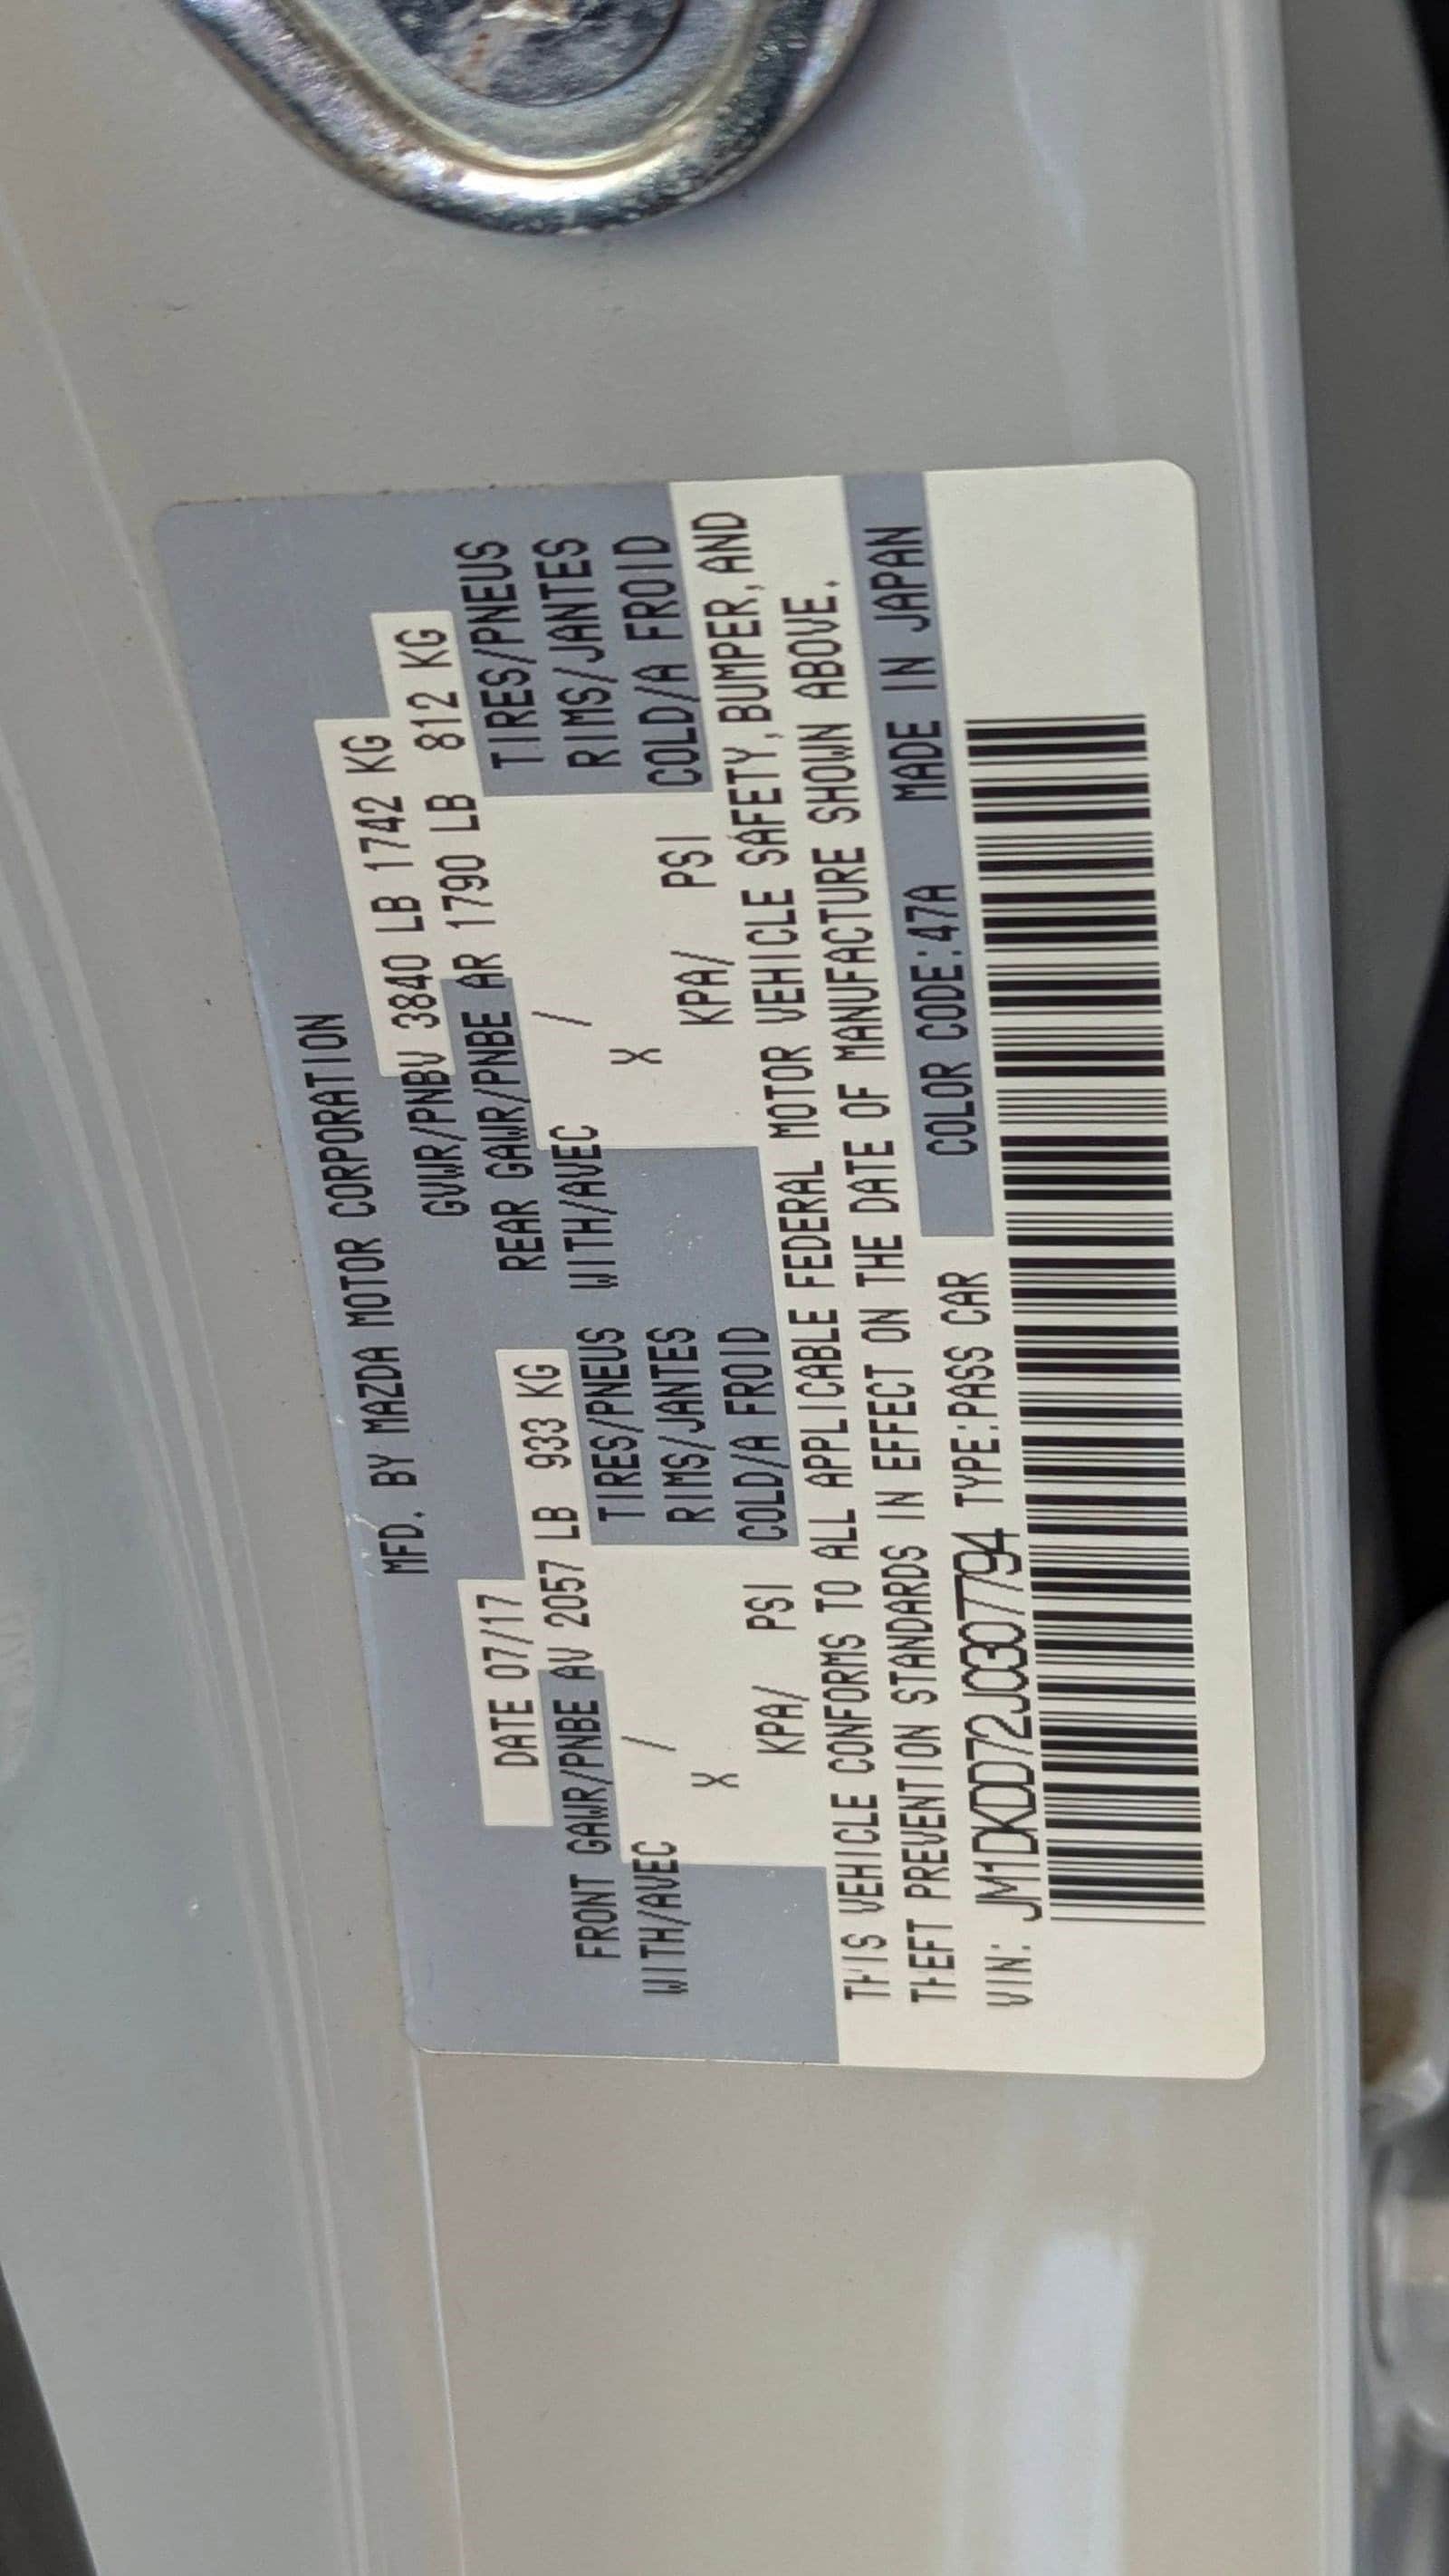 MFD. BY MAZDA MOTOR CORPORATION
DATE 07/17 GVWR/PNBV 3840 LB 1742 KG
FRONT GAWR/PNBE AV 2057 LB 933 KG REAR GAWR/PNBE AR 1790 LB 812 KG
WITH/AVEC / TIRES/PNEUS WITH/AVEC / TIRES/PNEUS
X RIMS/JANTES X RIMS/JANTES
KPA/ PSI COLD/A FROID KPA/ PSI COLD/A FROID
THIS VEHICLE CONFORMS TO ALL APPLICABLE FEDERAL MOTOR VEHICLE SAFETY, BUMPER, AND
THEFT PREVENTION STANDARDS IN EFFECT ON THE DATE OF MANUFACTURE SHOWN ABOVE.
VIN: JM1DKDD72J0307794 TYPE:PASS CAR COLOR CODE:47A MADE IN JAPAN